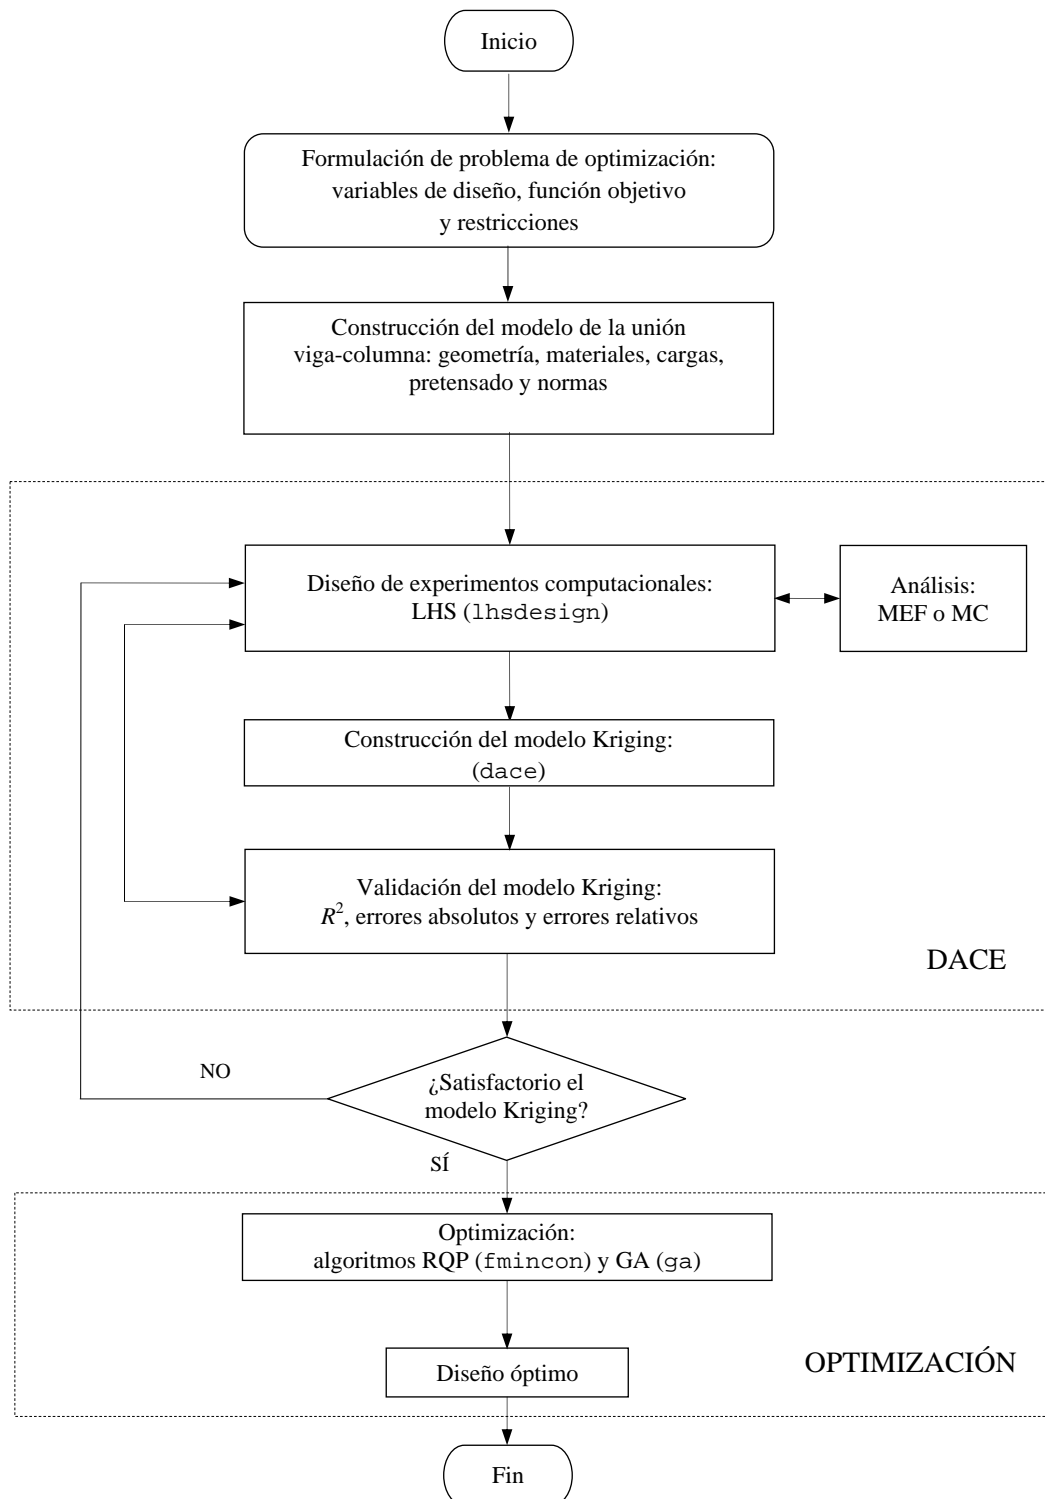 Inicio
Formulación de problema de optimización:
variables de diseño, función objetivo
y restricciones
Construcción del modelo de la unión
viga-columna: geometría, materiales, cargas,
pretensado y normas
Diseño de experimentos computacionales:
LHS (lhsdesign)
Análisis:
MEF o MC
Construcción del modelo Kriging:
(dace)
Validación del modelo Kriging:
R², errores absolutos y errores relativos
DACE
NO
¿Satisfactorio el
modelo Kriging?
SÍ
Optimización:
algoritmos RQP (fmincon) y GA (ga)
Diseño óptimo
OPTIMIZACIÓN
Fin